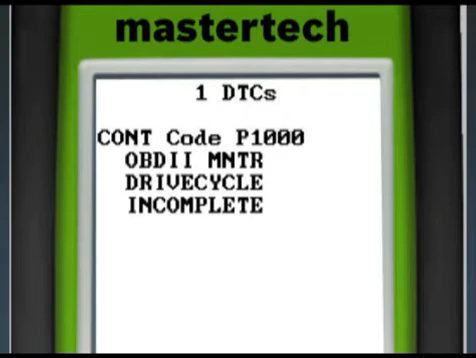 mastertech
1 DTCs
CONT Code P1000
OBDII MNTR
DRIVECYCLE
INCOMPLETE